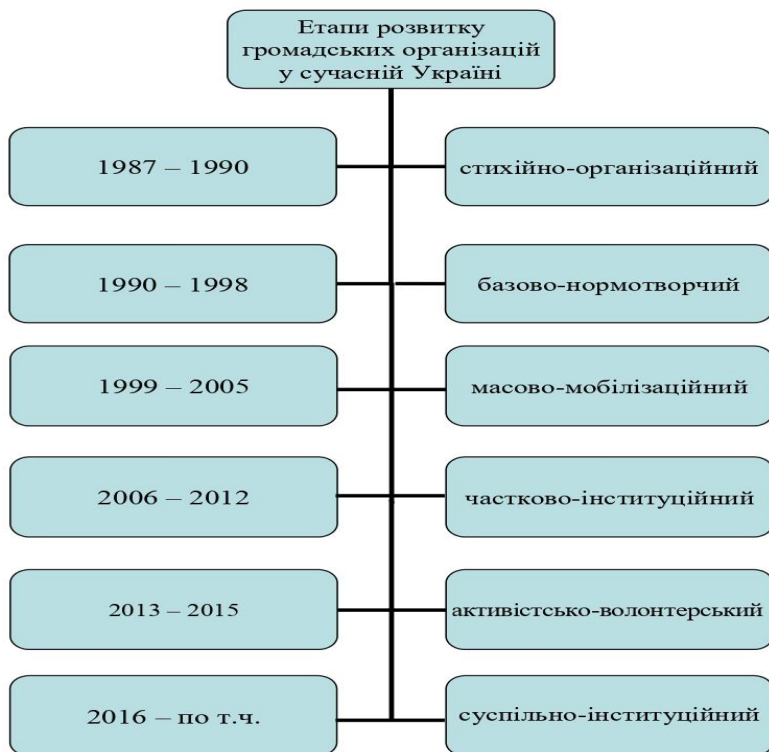 Етапи розвитку
громадських організацій
у сучасній Україні
1987 – 1990
стихійно-організаційний
1990 – 1998
базово-нормотворчий
1999 – 2005
масово-мобілізаційний
2006 – 2012
частково-інституційний
2013 – 2015
активістсько-волонтерський
2016 – по т.ч.
суспільно-інституційний